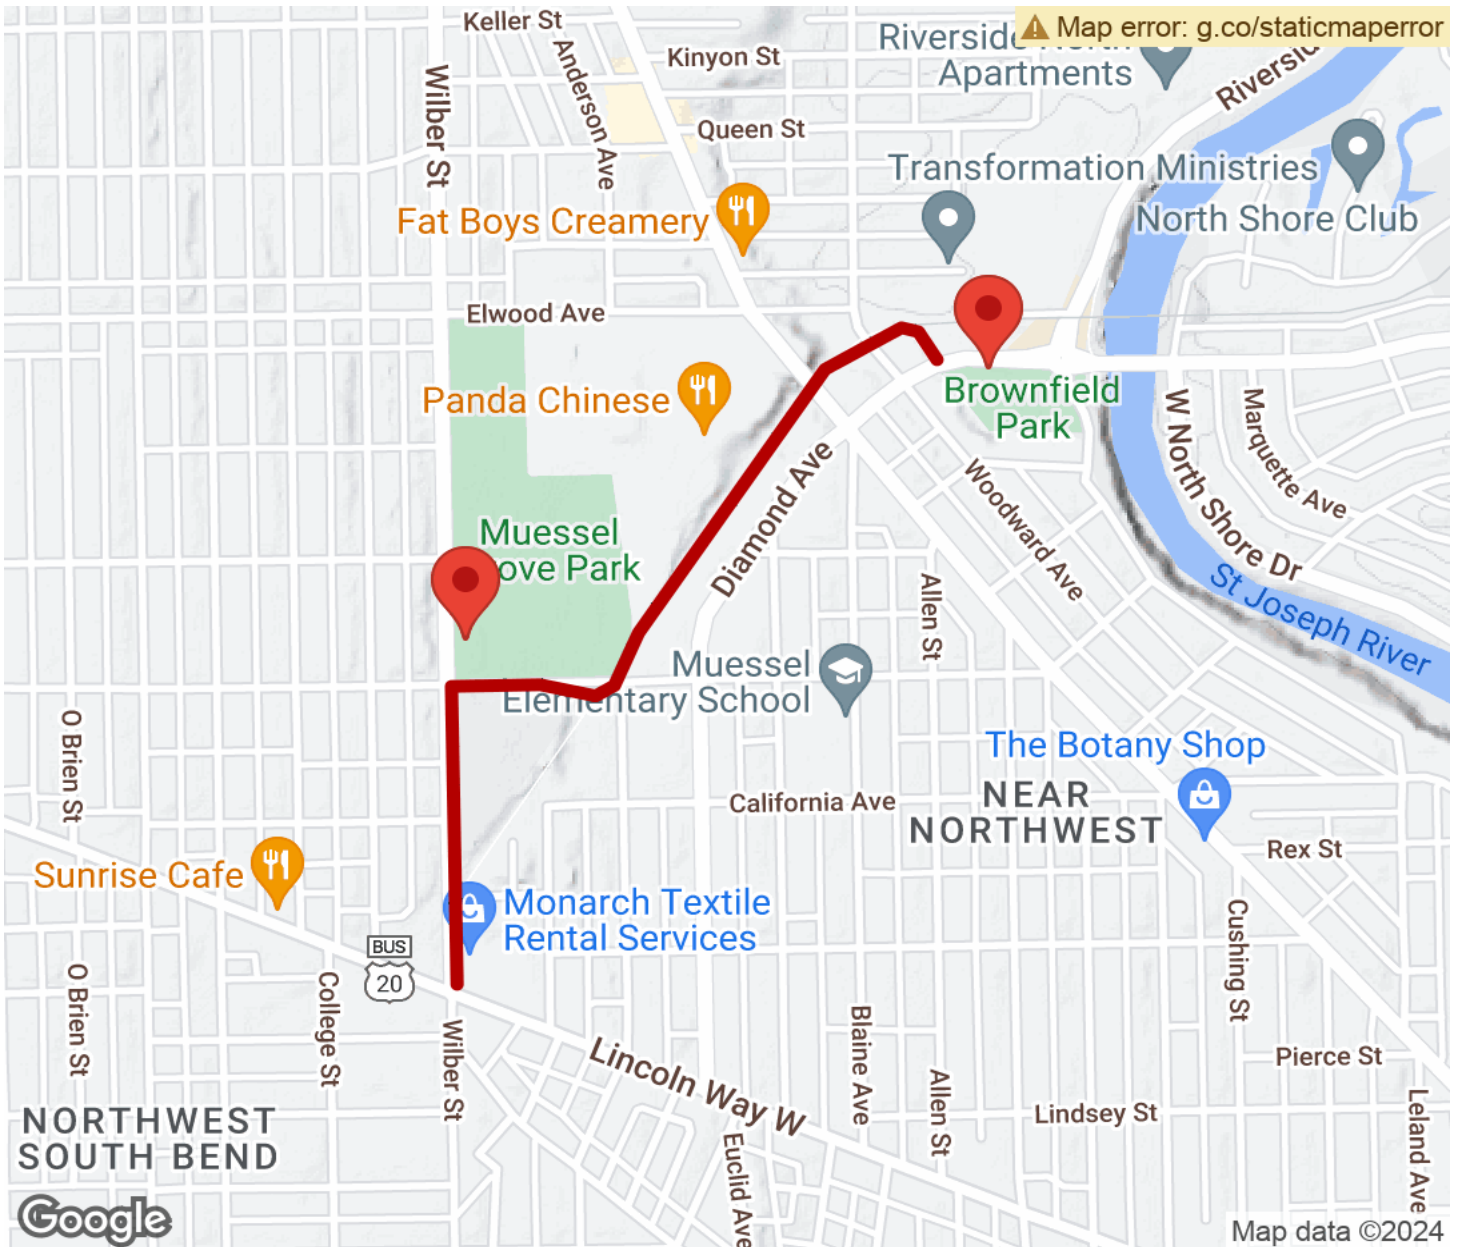 Keller St
Map error: g.co/staticmaperror
Kinyon St
Riverside North
Apartments
Anderson Ave
Wilber St
Queen St
Transformation Ministries
North Shore Club
Fat Boys Creamery
Elwood Ave
Panda Chinese
Brownfield
Park
W North Shore Dr
Marquette Ave
Diamond Ave
Woodward Ave
Muessel
ove Park
Allen St
St Joseph River
Muessel
Elementary School
O Brien St
The Botany Shop
California Ave
NEAR
NORTHWEST
Rex St
Sunrise Cafe
Monarch Textile
Rental Services
BUS
20
Cushing St
O Brien St
College St
Wilber St
Blaine Ave
Lincoln Way W
Pierce St
Allen St
Lindsey St
Leland Ave
NORTHWEST
SOUTH BEND
Euclid Ave
Google
Map data ©2024